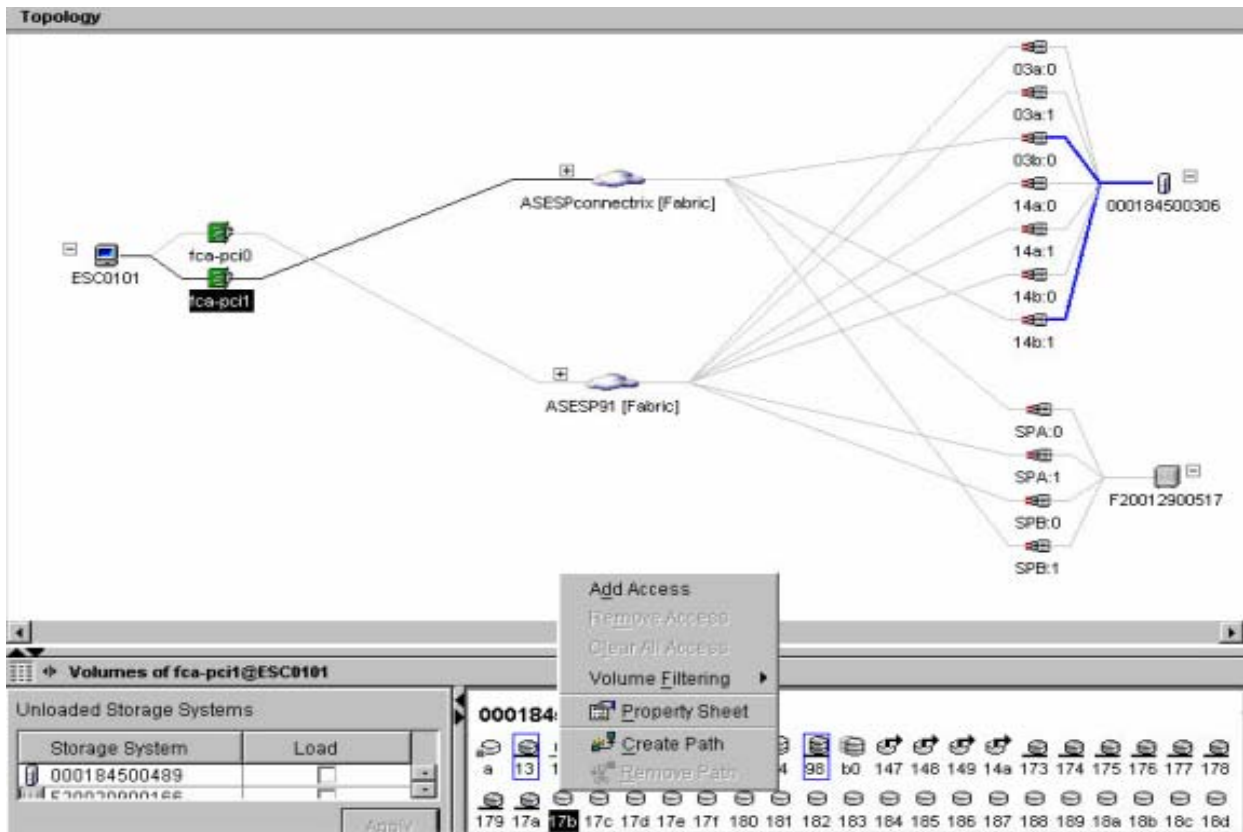 Topology
03a:0
03a:1
03b:0
ASESPconnectrix [Fabric]
14a:0
000184500306
fca-pci0
14a:1
ESC0101
14b:0
fca-pci1
14b:1
ASESP91 [Fabric]
SPA:0
SPA:1
F20012900517
SPB:0
SPB:1
Add Access
Remove Access
Clear All Access
Volume Filtering
Property Sheet
Create Path
Remove Path
Volumes of fca-pci1@ESC0101
Unloaded Storage Systems
Storage System Load
000184500489
F20020900166
Apply
000184
a 13 98 b0 147 148 149 14a 173 174 175 176 177 178
179 17a 17b 17c 17d 17e 17f 180 181 182 183 184 185 186 187 188 189 18a 18b 18c 18d